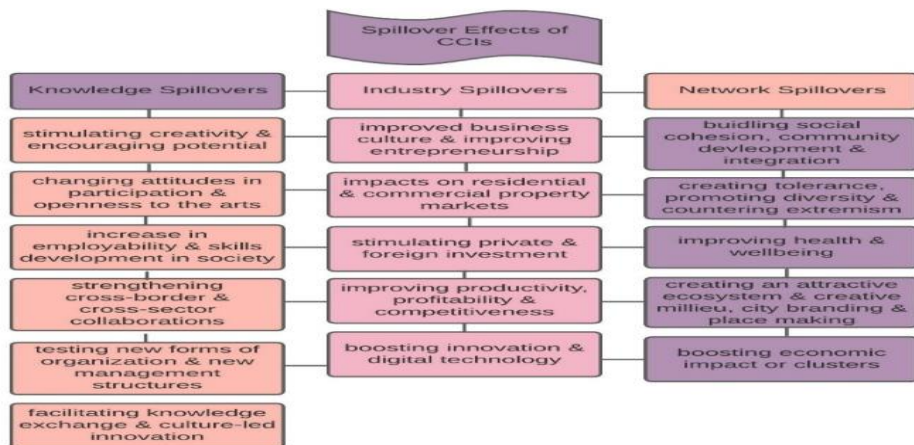 Spillover Effects of
CCIs
Knowledge Spillovers
Industry Spillovers
Network Spillovers
stimulating creativity &
encouraging potential
improved business
culture & improving
entrepreneurship
buidling social
cohesion, community
devleopment &
integration
changing attitudes in
participation &
openness to the arts
impacts on residential
& commercial property
markets
creating tolerance,
promoting diversity &
countering extremism
increase in
employability & skills
development in society
stimulating private &
foreign investment
improving health &
wellbeing
strengthening
cross-border &
cross-sector
collaborations
improving productivity,
profitability &
competitiveness
creating an attractive
ecosystem & creative
millieu, city branding &
place making
testing new forms of
organization & new
management
structures
boosting innovation &
digital technology
boosting economic
impact or clusters
facilitating knowledge
exchange & culture-led
innovation